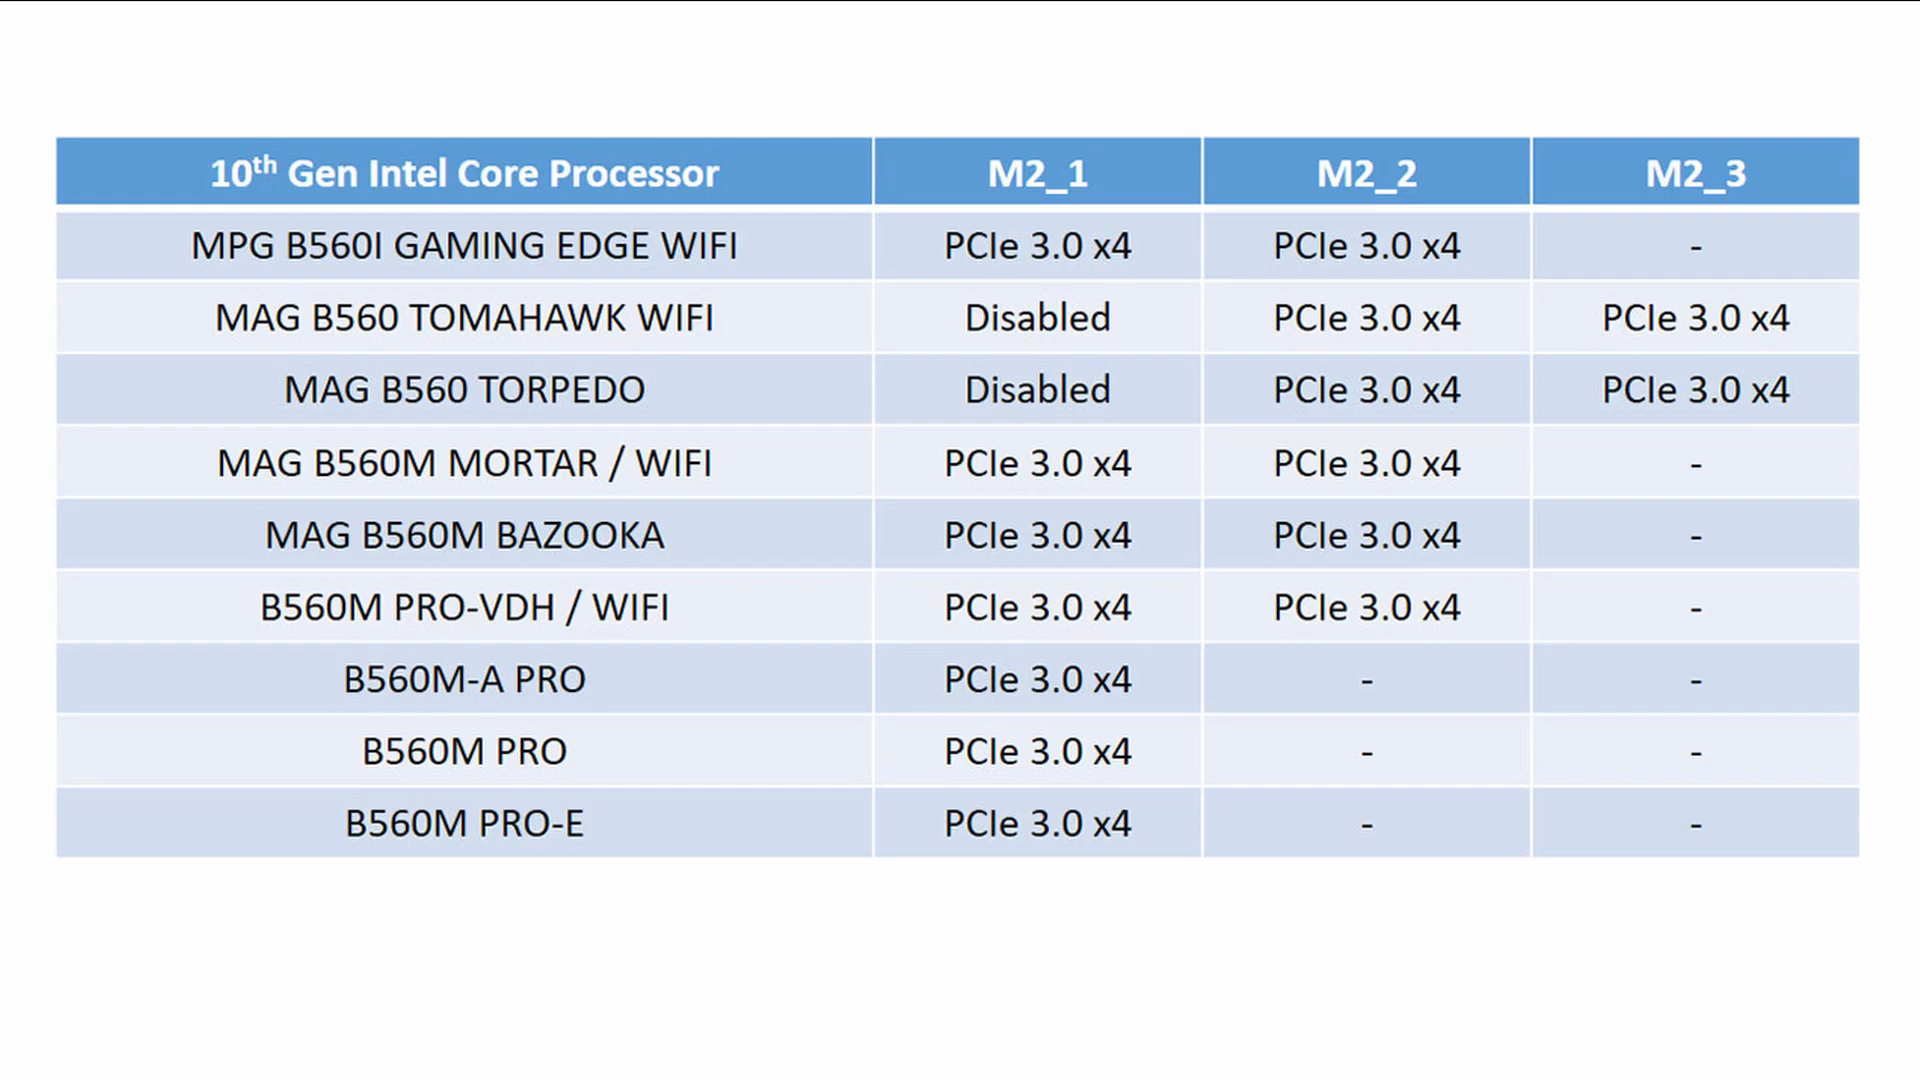 10th Gen Intel Core Processor M2_1 M2_2 M2_3
MPG B560I GAMING EDGE WIFI PCIe 3.0 x4 PCIe 3.0 x4 -
MAG B560 TOMAHAWK WIFI Disabled PCIe 3.0 x4 PCIe 3.0 x4
MAG B560 TORPEDO Disabled PCIe 3.0 x4 PCIe 3.0 x4
MAG B560M MORTAR / WIFI PCIe 3.0 x4 PCIe 3.0 x4 -
MAG B560M BAZOOKA PCIe 3.0 x4 PCIe 3.0 x4 -
B560M PRO-VDH / WIFI PCIe 3.0 x4 PCIe 3.0 x4 -
B560M-A PRO PCIe 3.0 x4 - -
B560M PRO PCIe 3.0 x4 - -
B560M PRO-E PCIe 3.0 x4 - -